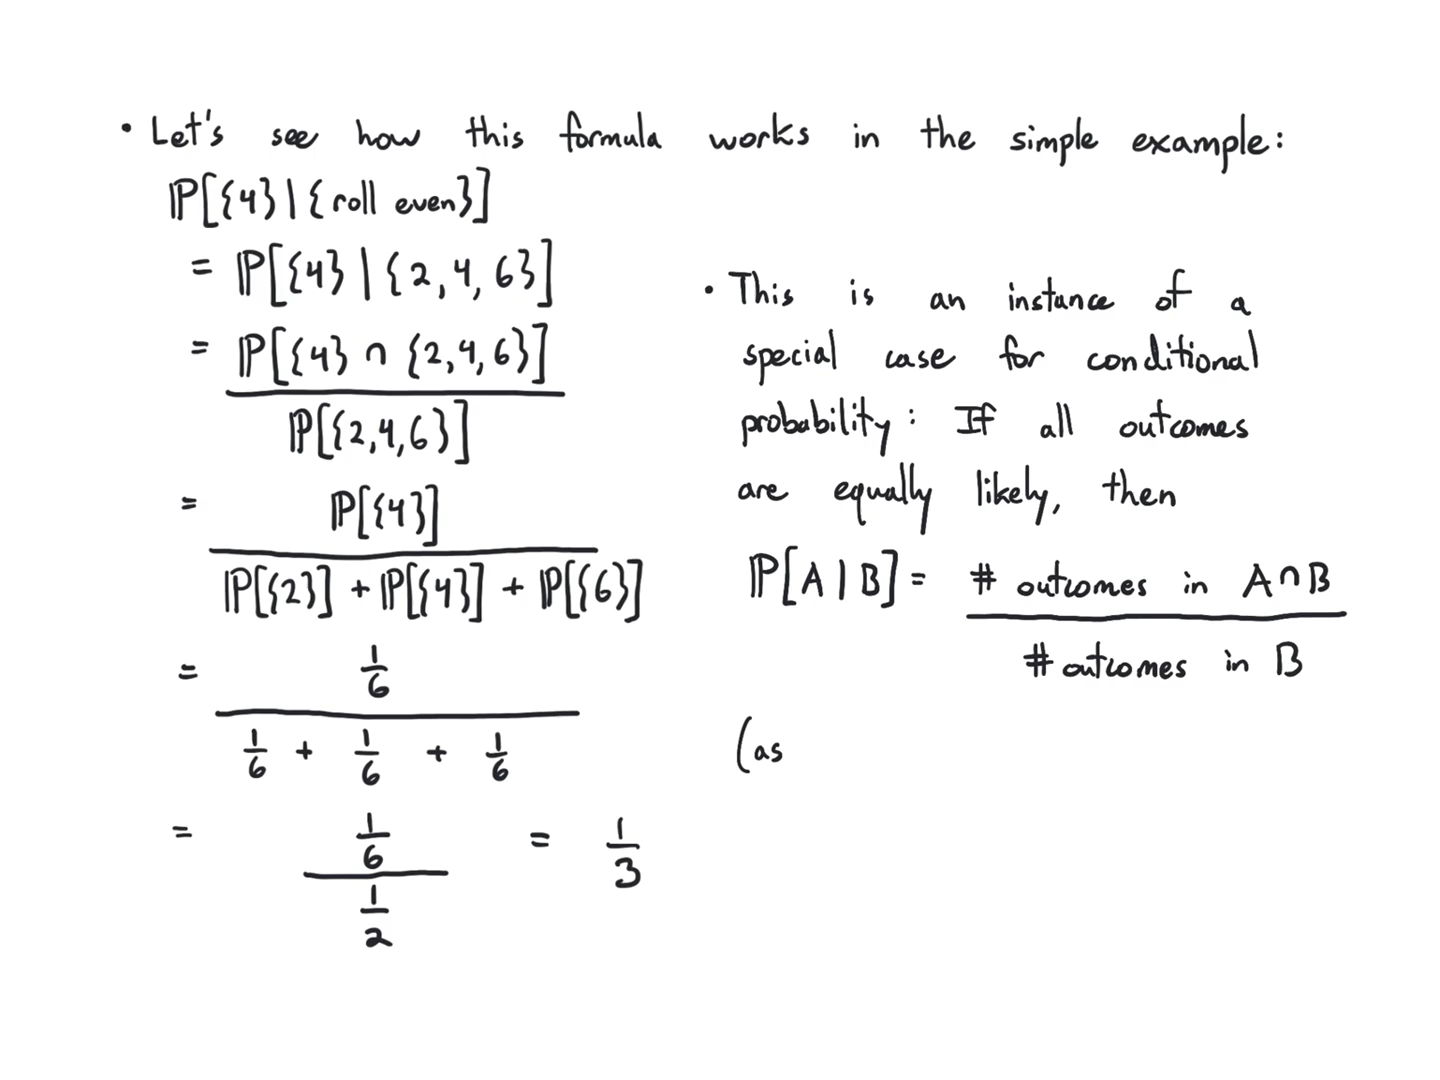 • Let's see how this formula works in the simple example:
ℙ[{4} | {roll even}]
= ℙ[{4} | {2, 4, 6}]
= ℙ[{4} ∩ {2,4,6}]
ℙ[{2,4,6}]
= ℙ[{4}]
ℙ[{2}] + ℙ[{4}] + ℙ[{6}]
= 1/6
1/6 + 1/6 + 1/6
= 1/6 = 1/3
1/2
• This is an instance of a
special case for conditional
probability: If all outcomes
are equally likely, then
ℙ[A | B] = # outcomes in A∩B
# outcomes in B
(as